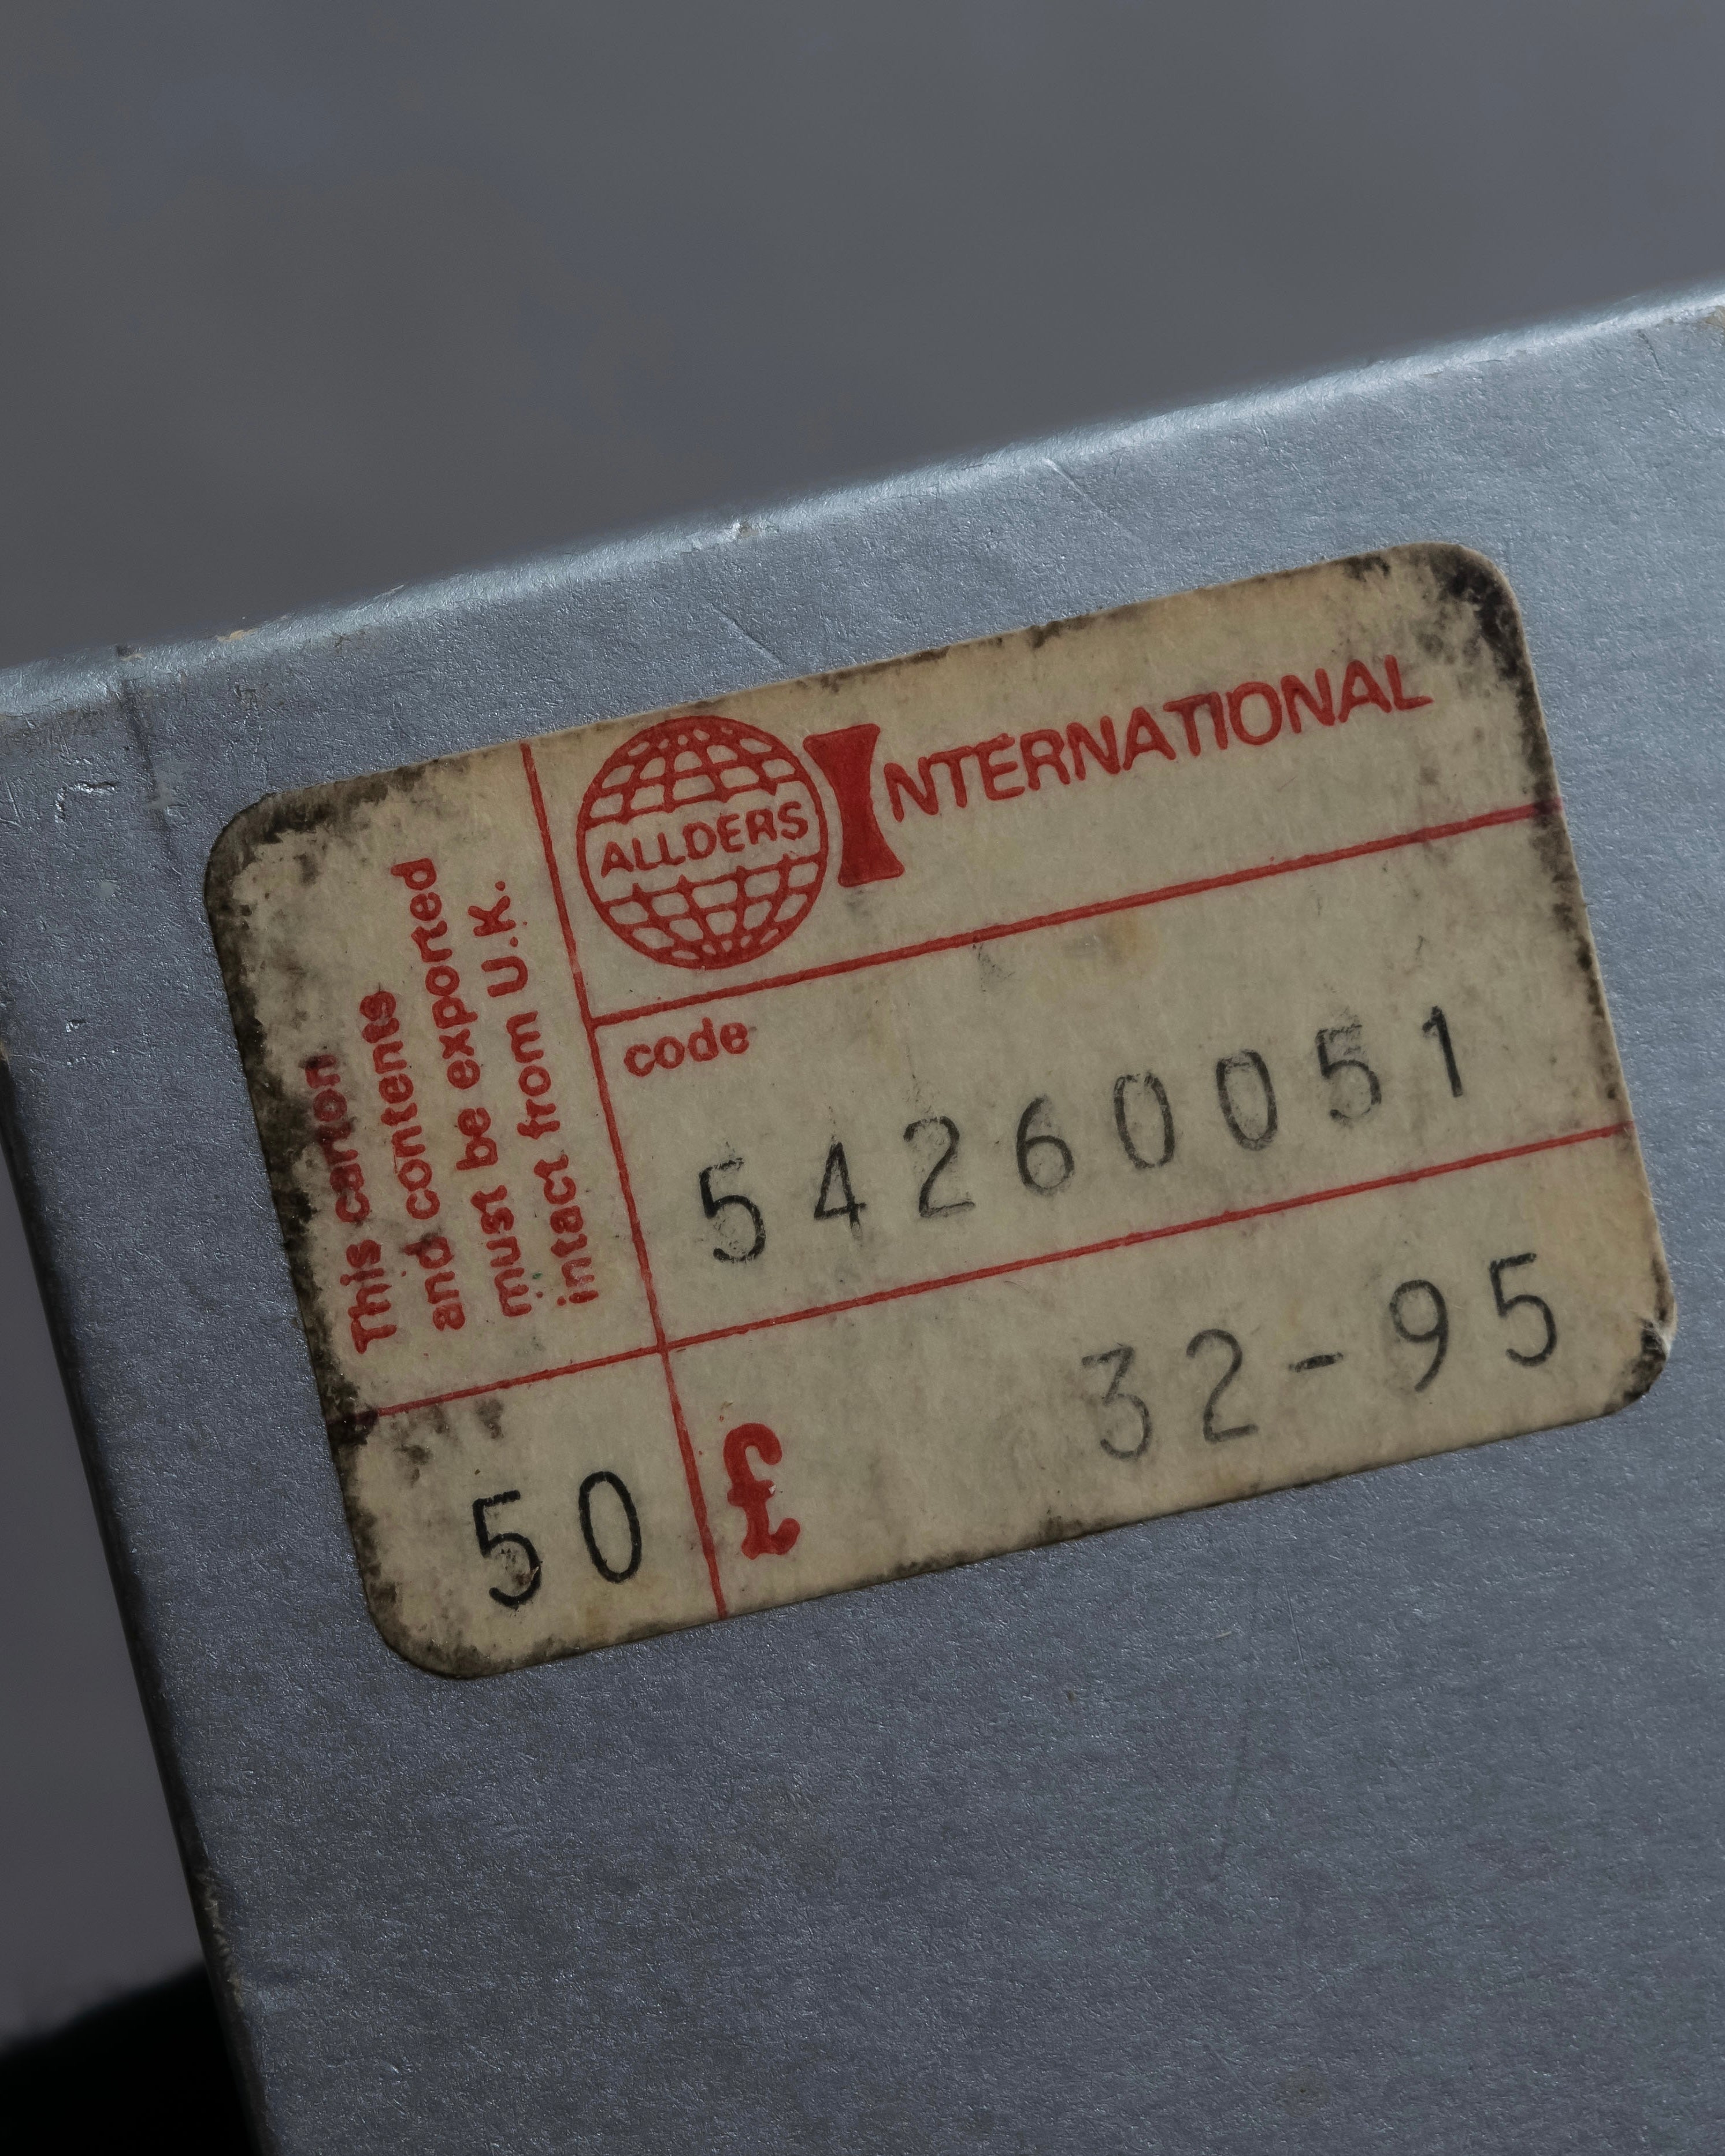 ALLDERS INTERNATIONAL
This carton
and contents
must be exported
intact from U.K.
code
54260051
50
£ 32-95